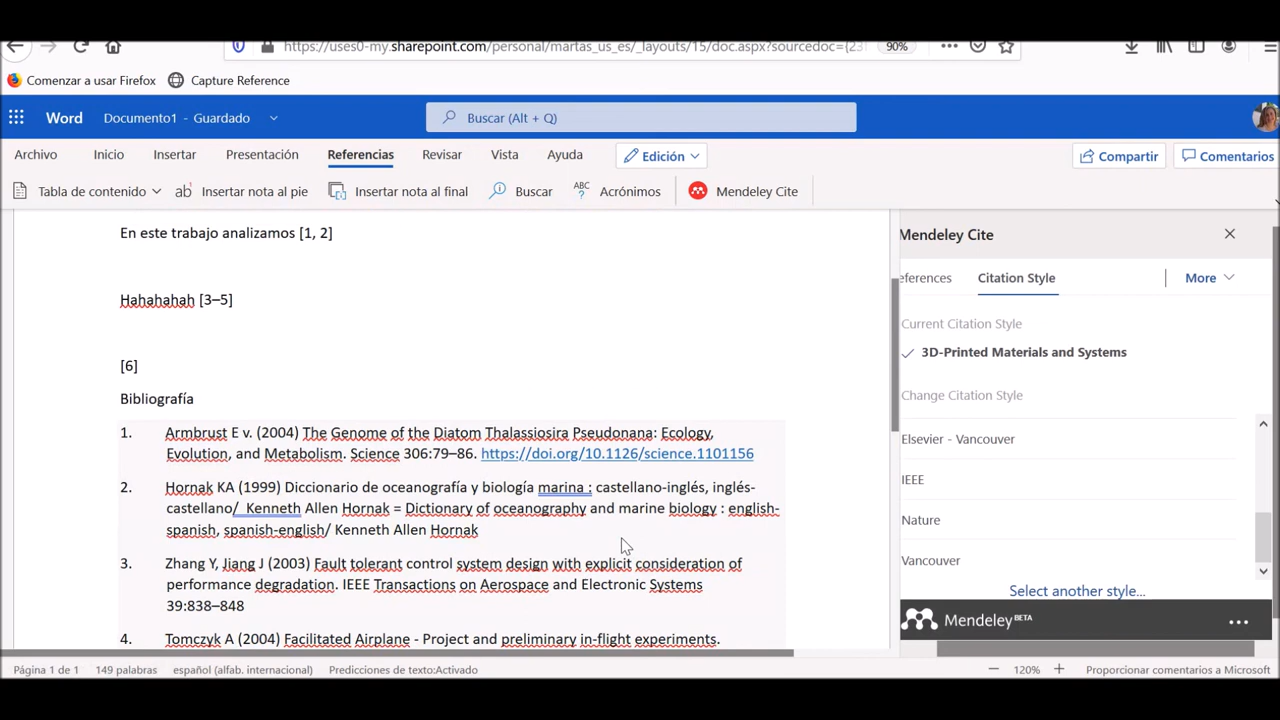 https://uses0-my.sharepoint.com/personal/martas_us_es/_layouts/15/doc.aspx?sourcedoc={23f
90%
Comenzar a usar Firefox
Capture Reference
Word
Documento1 - Guardado
Buscar (Alt + Q)
Archivo
Inicio
Insertar
Presentación
Referencias
Revisar
Vista
Ayuda
Edición
Compartir
Comentarios
Tabla de contenido
ab
Insertar nota al pie
Insertar nota al final
Buscar
ABC
?
Acrónimos
Mendeley Cite
En este trabajo analizamos [1, 2]
Hahahahah [3–5]
[6]
Bibliografía
1. Armbrust E v. (2004) The Genome of the Diatom Thalassiosira Pseudonana: Ecology,
Evolution, and Metabolism. Science 306:79–86. https://doi.org/10.1126/science.1101156
2. Hornak KA (1999) Diccionario de oceanografía y biología marina : castellano-inglés, inglés-
castellano/ Kenneth Allen Hornak = Dictionary of oceanography and marine biology : english-
spanish, spanish-english/ Kenneth Allen Hornak
3. Zhang Y, Jiang J (2003) Fault tolerant control system design with explicit consideration of
performance degradation. IEEE Transactions on Aerospace and Electronic Systems
39:838–848
4. Tomczyk A (2004) Facilitated Airplane - Project and preliminary in-flight experiments.
Mendeley Cite
eferences
Citation Style
More
Current Citation Style
3D-Printed Materials and Systems
Change Citation Style
Elsevier - Vancouver
IEEE
Nature
Vancouver
Select another style...
Mendeley BETA
Página 1 de 1
149 palabras
español (alfab. internacional)
Predicciones de texto:Activado
120%
Proporcionar comentarios a Microsoft